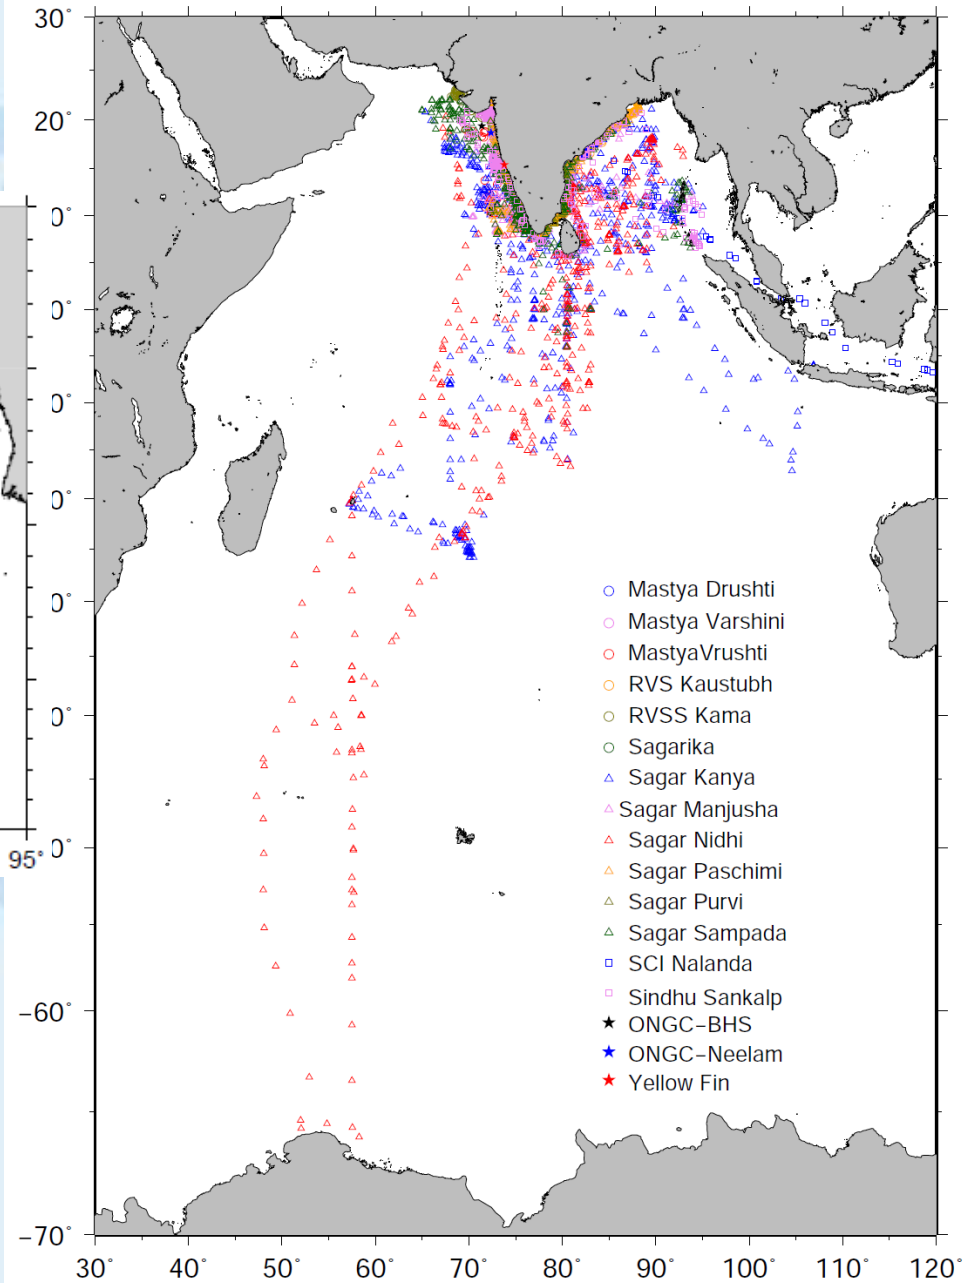 30°
20°
0°
0°
0°
0°
0°
0°
0°
−60°
−70°
95°
Mastya Drushti
Mastya Varshini
MastyaVrushti
RVS Kaustubh
RVSS Kama
Sagarika
Sagar Kanya
Sagar Manjusha
Sagar Nidhi
Sagar Paschimi
Sagar Purvi
Sagar Sampada
SCI Nalanda
Sindhu Sankalp
ONGC−BHS
ONGC−Neelam
Yellow Fin
30° 40° 50° 60° 70° 80° 90° 100° 110° 120°